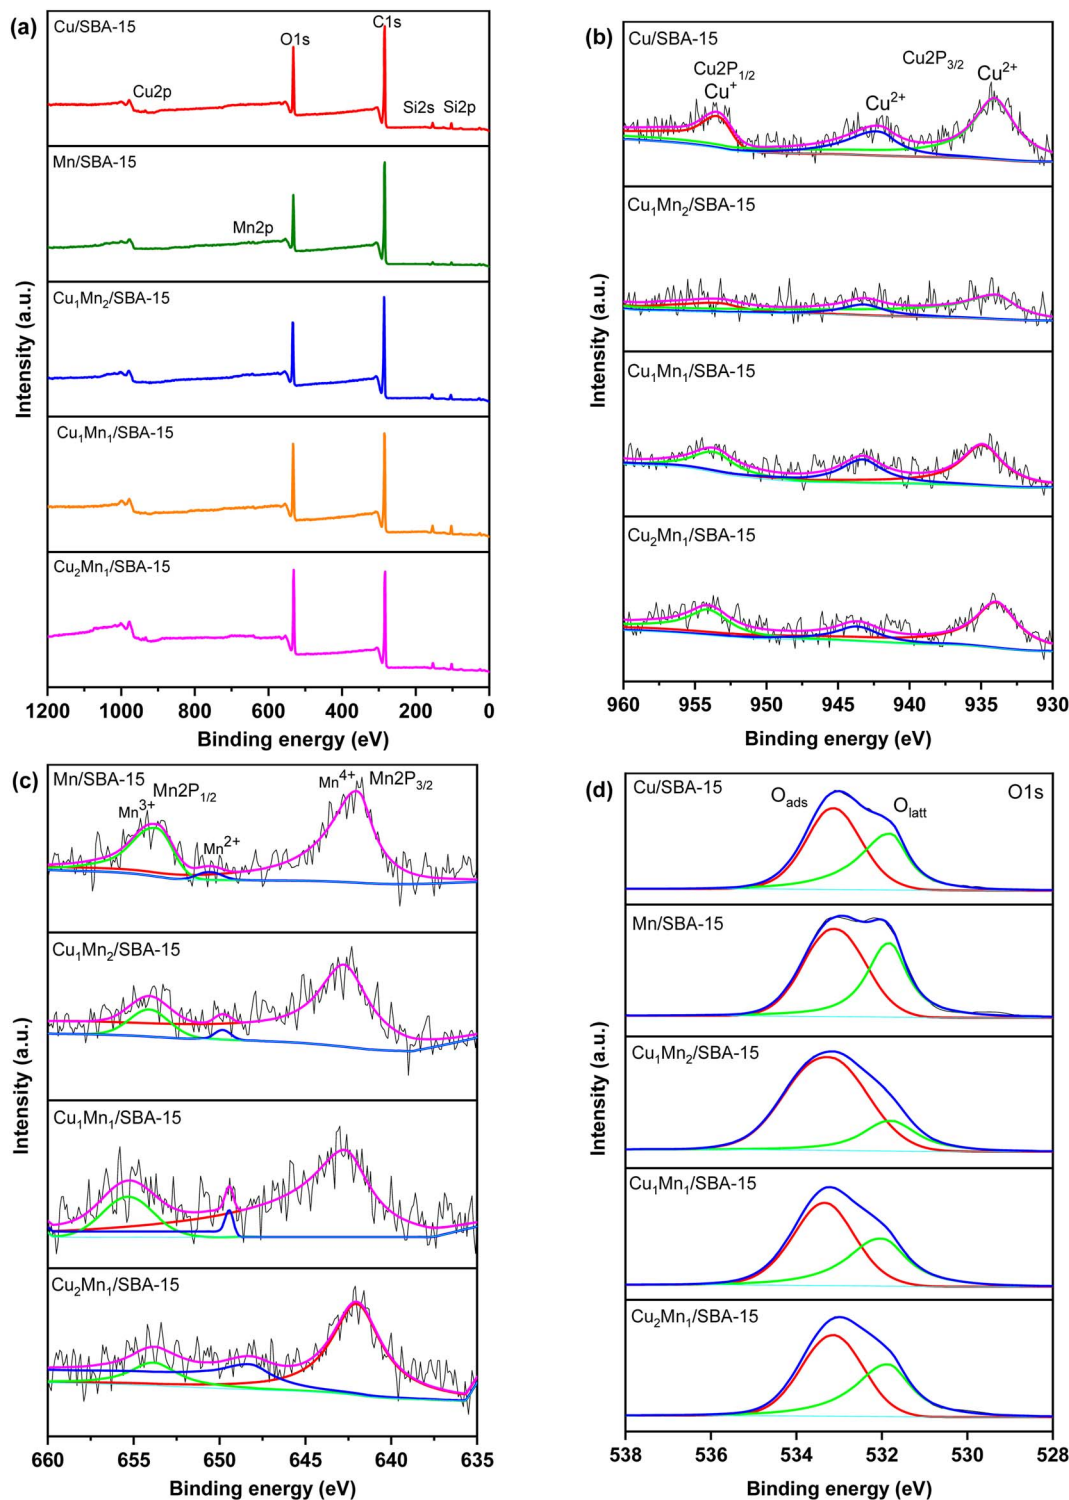 (a)
Cu/SBA-15
C1s
O1s
Cu2p
Si2s Si2p
Mn/SBA-15
Mn2p
Cu₁Mn₂/SBA-15
Cu₁Mn₁/SBA-15
Cu₂Mn₁/SBA-15
Intensity (a.u.)
1200 1000 800 600 400 200 0
Binding energy (eV)
(b)
Cu/SBA-15
Cu2P₁/₂
Cu⁺
Cu²⁺
Cu2P₃/₂
Cu²⁺
Cu₁Mn₂/SBA-15
Cu₁Mn₁/SBA-15
Cu₂Mn₁/SBA-15
Intensity (a.u.)
960 955 950 945 940 935 930
Binding energy (eV)
(c)
Mn/SBA-15
Mn2P₁/₂
Mn³⁺
Mn²⁺
Mn⁴⁺ Mn2P₃/₂
Cu₁Mn₂/SBA-15
Cu₁Mn₁/SBA-15
Cu₂Mn₁/SBA-15
Intensity (a.u.)
660 655 650 645 640 635
Binding energy (eV)
(d)
Cu/SBA-15
O1s
Oads
Olatt
Mn/SBA-15
Cu₁Mn₂/SBA-15
Cu₁Mn₁/SBA-15
Cu₂Mn₁/SBA-15
Intensity (a.u.)
538 536 534 532 530 528
Binding energy (eV)